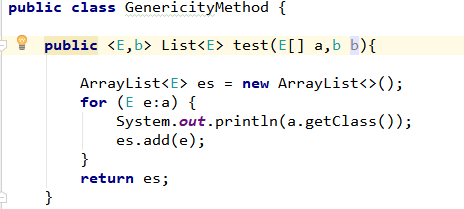 public class GenericityMethod {
public <E,b> List<E> test(E[] a,b b){
ArrayList<E> es = new ArrayList<>();
for (E e:a) {
System.out.println(a.getClass());
es.add(e);
}
return es;
}